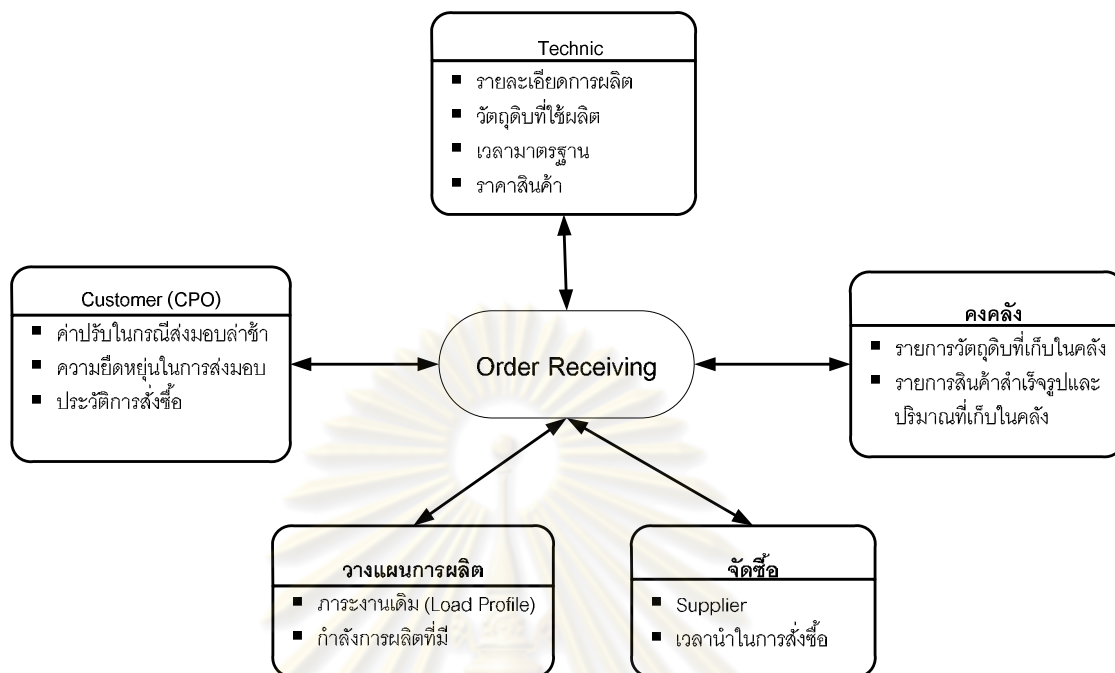 Technic
▪ รายละเอียดการผลิต
▪ วัตถุดิบที่ใช้ผลิต
▪ เวลามาตรฐาน
▪ ราคาสินค้า
Customer (CPO)
▪ ค่าปรับในกรณีส่งมอบล่าช้า
▪ ความยืดหยุ่นในการส่งมอบ
▪ ประวัติการสั่งซื้อ
Order Receiving
คงคลัง
▪ รายการวัตถุดิบที่เก็บในคลัง
▪ รายการสินค้าสำเร็จรูปและ
ปริมาณที่เก็บในคลัง
วางแผนการผลิต
▪ ภาระงานเดิม (Load Profile)
▪ กำลังการผลิตที่มี
จัดซื้อ
▪ Supplier
▪ เวลานำในการสั่งซื้อ